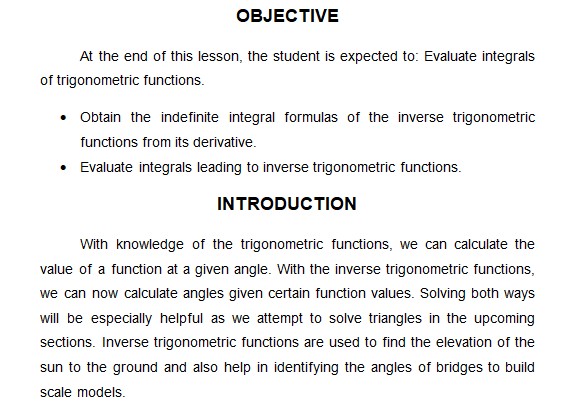 OBJECTIVE
At the end of this lesson, the student is expected to: Evaluate integrals
of trigonometric functions.
• Obtain the indefinite integral formulas of the inverse trigonometric
functions from its derivative.
• Evaluate integrals leading to inverse trigonometric functions.
INTRODUCTION
With knowledge of the trigonometric functions, we can calculate the
value of a function at a given angle. With the inverse trigonometric functions,
we can now calculate angles given certain function values. Solving both ways
will be especially helpful as we attempt to solve triangles in the upcoming
sections. Inverse trigonometric functions are used to find the elevation of the
sun to the ground and also help in identifying the angles of bridges to build
scale models.